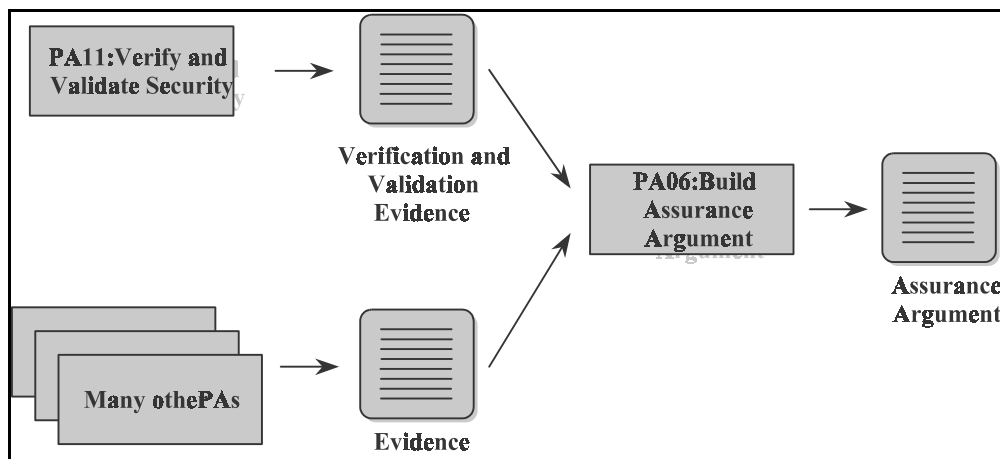 PA11:Verify and
Validate Security
Verification and
Validation
Evidence
PA06:Build
Assurance
Argument
Assurance
Argument
Many othePAs
Evidence